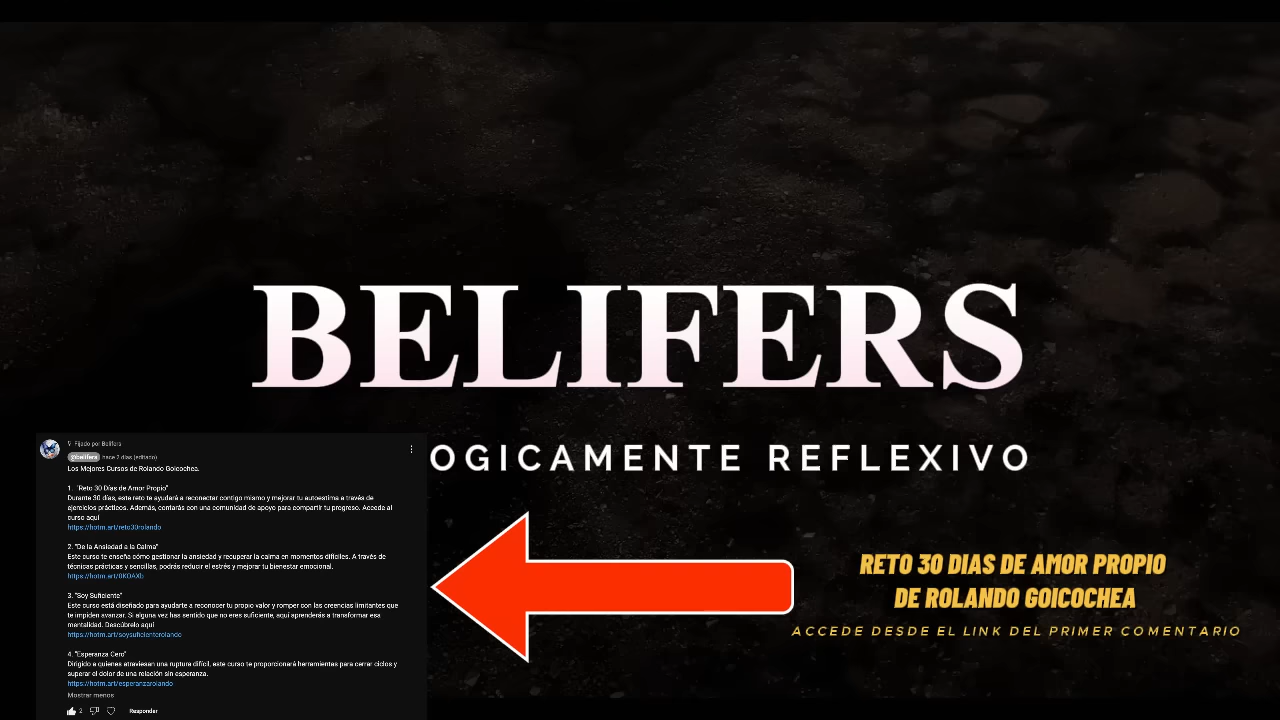 BELIFERS
OGICAMENTE REFLEXIVO
Fijado por Belifers
@belifers hace 2 días (editado)
Los Mejores Cursos de Rolando Goicochea.
1. "Reto 30 Días de Amor Propio"
Durante 30 días, este reto te ayudará a reconectar contigo mismo y mejorar tu autoestima a través de
ejercicios prácticos. Además, contarás con una comunidad de apoyo para compartir tu progreso. Accede al
curso aquí
https://hotm.art/reto30rolando
2. "De la Ansiedad a la Calma"
Este curso te enseña cómo gestionar la ansiedad y recuperar la calma en momentos difíciles. A través de
técnicas prácticas y sencillas, podrás reducir el estrés y mejorar tu bienestar emocional.
https://hotm.art/0KOAXb
3. "Soy Suficiente"
Este curso está diseñado para ayudarte a reconocer tu propio valor y romper con las creencias limitantes que
te impiden avanzar. Si alguna vez has sentido que no eres suficiente, aquí aprenderás a transformar esa
mentalidad. Descúbrelo aquí
https://hotm.art/soysuficienterolando
4. "Esperanza Cero"
Dirigido a quienes atraviesan una ruptura difícil, este curso te proporcionará herramientas para cerrar ciclos y
superar el dolor de una relación sin esperanza.
https://hotm.art/esperanzarolando
Mostrar menos
2 Responder
RETO 30 DIAS DE AMOR PROPIO
DE ROLANDO GOICOCHEA
ACCEDE DESDE EL LINK DEL PRIMER COMENTARIO